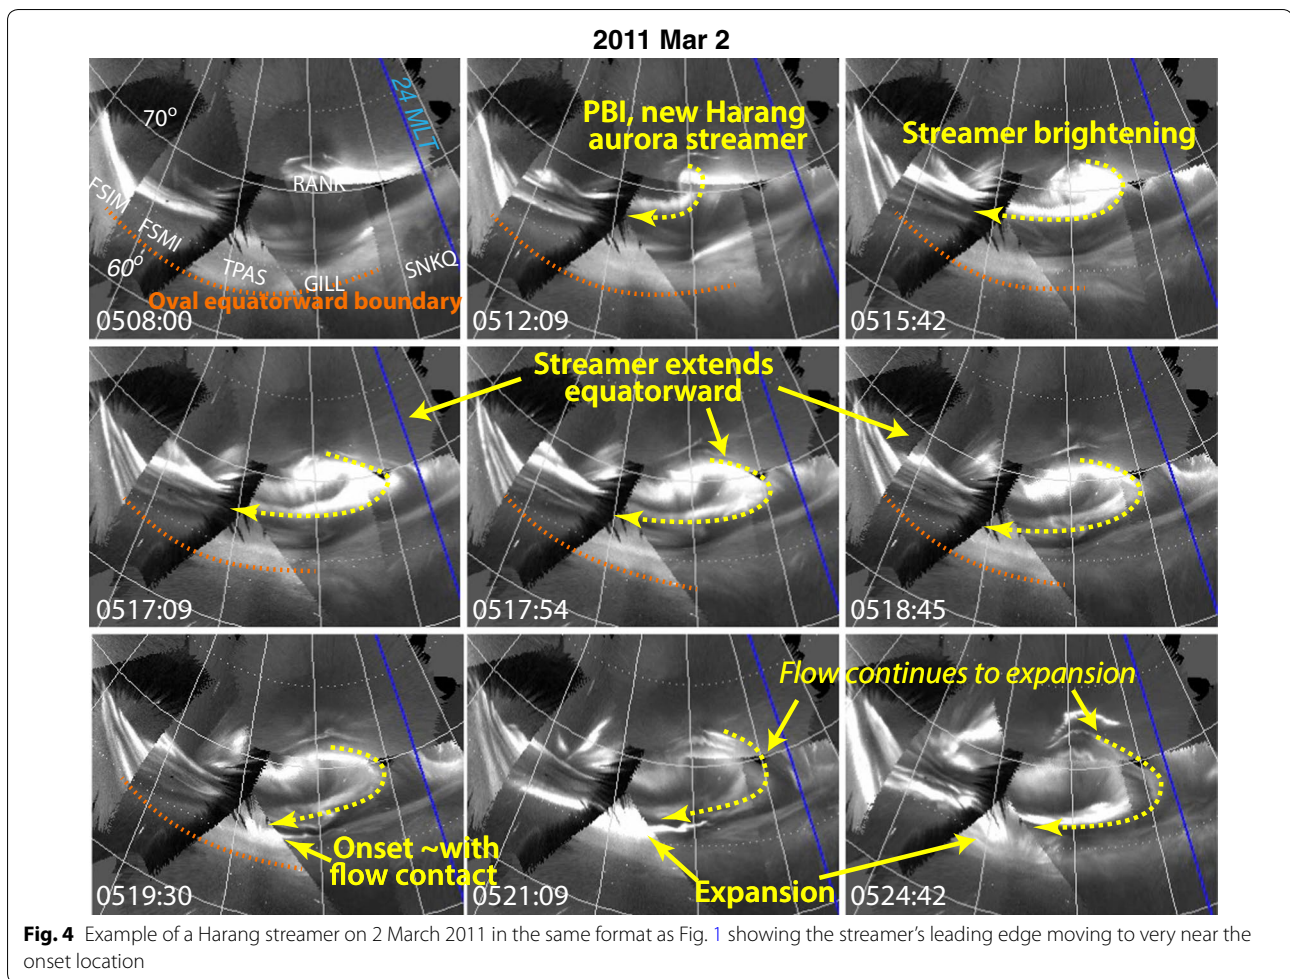 2011 Mar 2
70°
24 MLT
RANK
FSIM
FSMI
60°
TPAS
GILL
SNKQ
Oval equatorward boundary
0508:00
PBI, new Harang
aurora streamer
0512:09
Streamer brightening
0515:42
Streamer extends
equatorward
0517:09
0517:54
0518:45
Flow continues to expansion
Onset ~with
flow contact
Expansion
0519:30
0521:09
0524:42
Fig. 4 Example of a Harang streamer on 2 March 2011 in the same format as Fig. 1 showing the streamer's leading edge moving to very near the
onset location